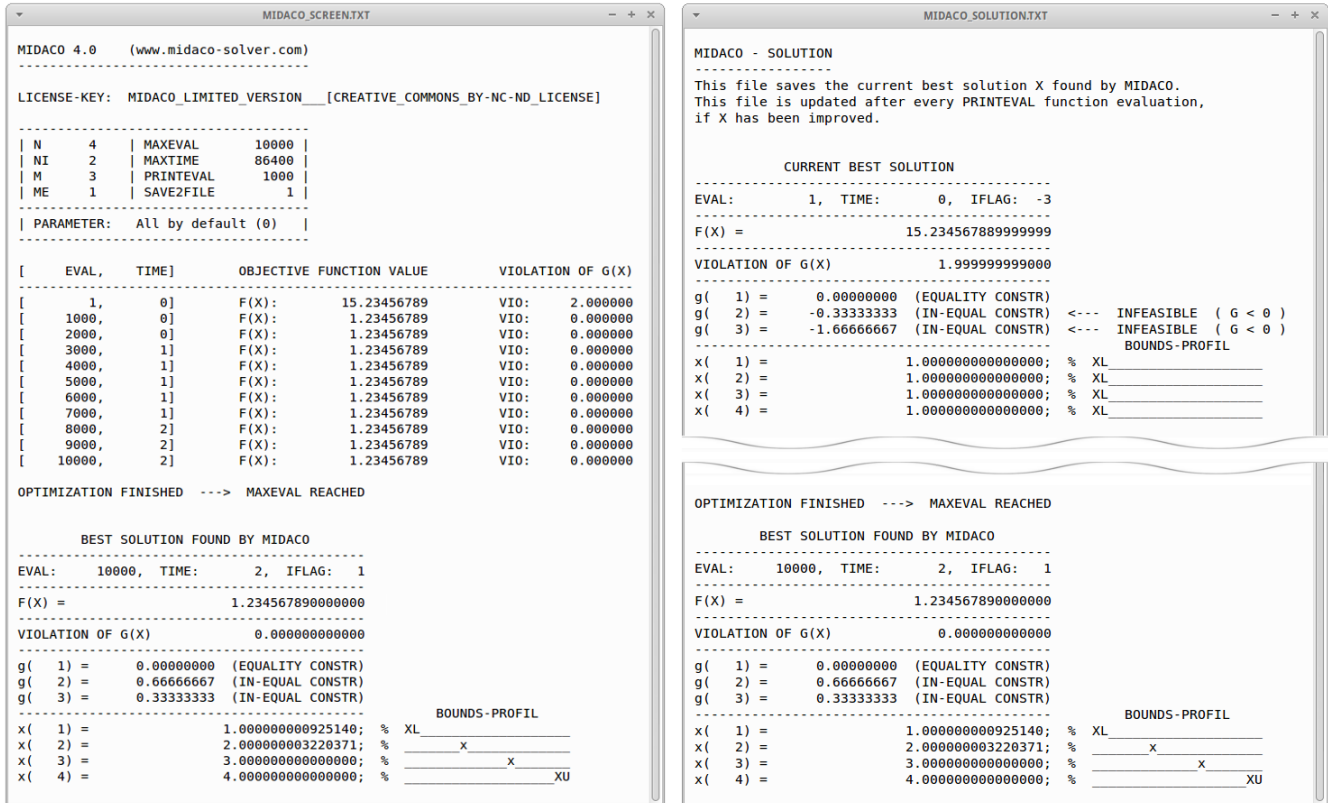 MIDACO_SCREEN.TXT
MIDACO 4.0    (www.midaco-solver.com)
-------------------------------------
LICENSE-KEY:  MIDACO_LIMITED_VERSION___[CREATIVE_COMMONS_BY-NC-ND_LICENSE]
-------------------------------------
| N      4    | MAXEVAL       10000 |
| NI     2    | MAXTIME       86400 |
| M      3    | PRINTEVAL      1000 |
| ME     1    | SAVE2FILE         1 |
-------------------------------------
| PARAMETER:   All by default (0)   |
-------------------------------------
[     EVAL,    TIME]        OBJECTIVE FUNCTION VALUE         VIOLATION OF G(X)
------------------------------------------------------------------------------
[        1,       0]        F(X):        15.23456789         VIO:     2.000000
[     1000,       0]        F(X):         1.23456789         VIO:     0.000000
[     2000,       0]        F(X):         1.23456789         VIO:     0.000000
[     3000,       1]        F(X):         1.23456789         VIO:     0.000000
[     4000,       1]        F(X):         1.23456789         VIO:     0.000000
[     5000,       1]        F(X):         1.23456789         VIO:     0.000000
[     6000,       1]        F(X):         1.23456789         VIO:     0.000000
[     7000,       1]        F(X):         1.23456789         VIO:     0.000000
[     8000,       2]        F(X):         1.23456789         VIO:     0.000000
[     9000,       2]        F(X):         1.23456789         VIO:     0.000000
[    10000,       2]        F(X):         1.23456789         VIO:     0.000000
OPTIMIZATION FINISHED  --->  MAXEVAL REACHED
BEST SOLUTION FOUND BY MIDACO
--------------------------------------------
EVAL:     10000,  TIME:       2,  IFLAG:   1
--------------------------------------------
F(X) =                     1.234567890000000
--------------------------------------------
VIOLATION OF G(X)             0.000000000000
--------------------------------------------
g(   1) =      0.00000000  (EQUALITY CONSTR)
g(   2) =      0.66666667  (IN-EQUAL CONSTR)
g(   3) =      0.33333333  (IN-EQUAL CONSTR)
--------------------------------------------         BOUNDS-PROFIL
x(   1) =                 1.000000000925140;  %  XL___________________
x(   2) =                 2.000000003220371;  %  _______x_____________
x(   3) =                 3.000000000000000;  %  _____________x_______
x(   4) =                 4.000000000000000;  %  ___________________XU
MIDACO_SOLUTION.TXT
MIDACO - SOLUTION
-----------------
This file saves the current best solution X found by MIDACO.
This file is updated after every PRINTEVAL function evaluation,
if X has been improved.
CURRENT BEST SOLUTION
---------------------------------------------
EVAL:         1,  TIME:       0,  IFLAG:  -3
---------------------------------------------
F(X) =                    15.234567889999999
---------------------------------------------
VIOLATION OF G(X)             1.999999999000
---------------------------------------------
g(   1) =      0.00000000  (EQUALITY CONSTR)
g(   2) =     -0.33333333  (IN-EQUAL CONSTR)  <---  INFEASIBLE  ( G < 0 )
g(   3) =     -1.66666667  (IN-EQUAL CONSTR)  <---  INFEASIBLE  ( G < 0 )
---------------------------------------------         BOUNDS-PROFIL
x(   1) =                 1.000000000000000;  %  XL___________________
x(   2) =                 1.000000000000000;  %  XL___________________
x(   3) =                 1.000000000000000;  %  XL___________________
x(   4) =                 1.000000000000000;  %  XL___________________
OPTIMIZATION FINISHED  --->  MAXEVAL REACHED
BEST SOLUTION FOUND BY MIDACO
---------------------------------------------
EVAL:     10000,  TIME:       2,  IFLAG:   1
---------------------------------------------
F(X) =                     1.234567890000000
---------------------------------------------
VIOLATION OF G(X)             0.000000000000
---------------------------------------------
g(   1) =      0.00000000  (EQUALITY CONSTR)
g(   2) =      0.66666667  (IN-EQUAL CONSTR)
g(   3) =      0.33333333  (IN-EQUAL CONSTR)
---------------------------------------------         BOUNDS-PROFIL
x(   1) =                 1.000000000925140;  %  XL___________________
x(   2) =                 2.000000003220371;  %  _______x_____________
x(   3) =                 3.000000000000000;  %  _____________x_______
x(   4) =                 4.000000000000000;  %  ___________________XU